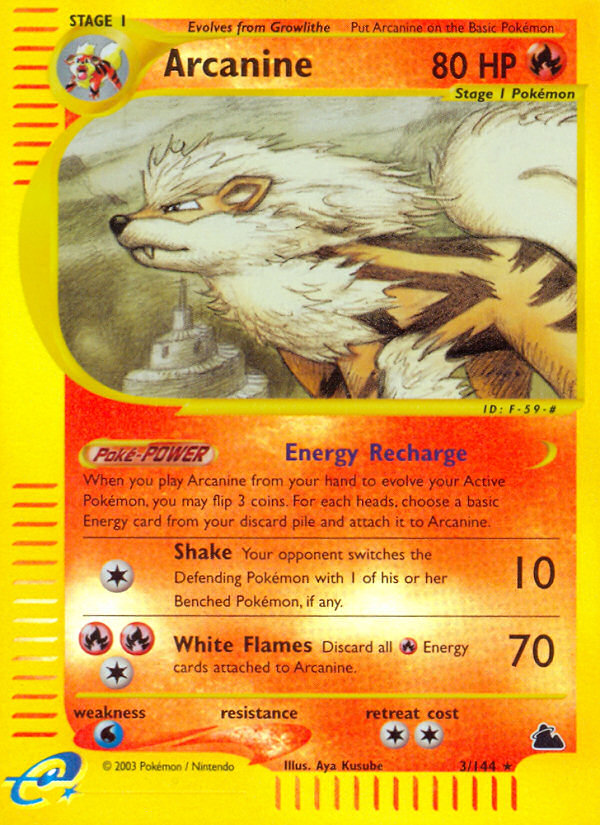 STAGE 1
Evolves from Growlithe Put Arcanine on the Basic Pokémon
Arcanine 80 HP
Stage 1 Pokémon
ID: F-59-#
Poké-POWER Energy Recharge
When you play Arcanine from your hand to evolve your Active
Pokémon, you may flip 3 coins. For each heads, choose a basic
Energy card from your discard pile and attach it to Arcanine.
Shake Your opponent switches the
Defending Pokémon with 1 of his or her
Benched Pokémon, if any.
10
White Flames Discard all Energy
cards attached to Arcanine.
70
weakness resistance retreat cost
© 2003 Pokémon / Nintendo Illus. Aya Kusube 3/144 ★
e